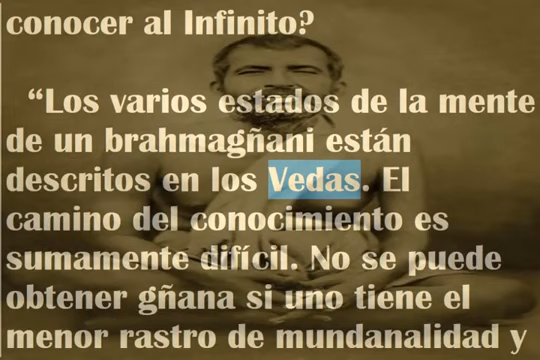 conocer al Infinito?
“Los varios estados de la mente
de un brahmagñani están
descritos en los Vedas. El
camino del conocimiento es
sumamente difícil. No se puede
obtener gñana si uno tiene el
menor rastro de mundanalidad y